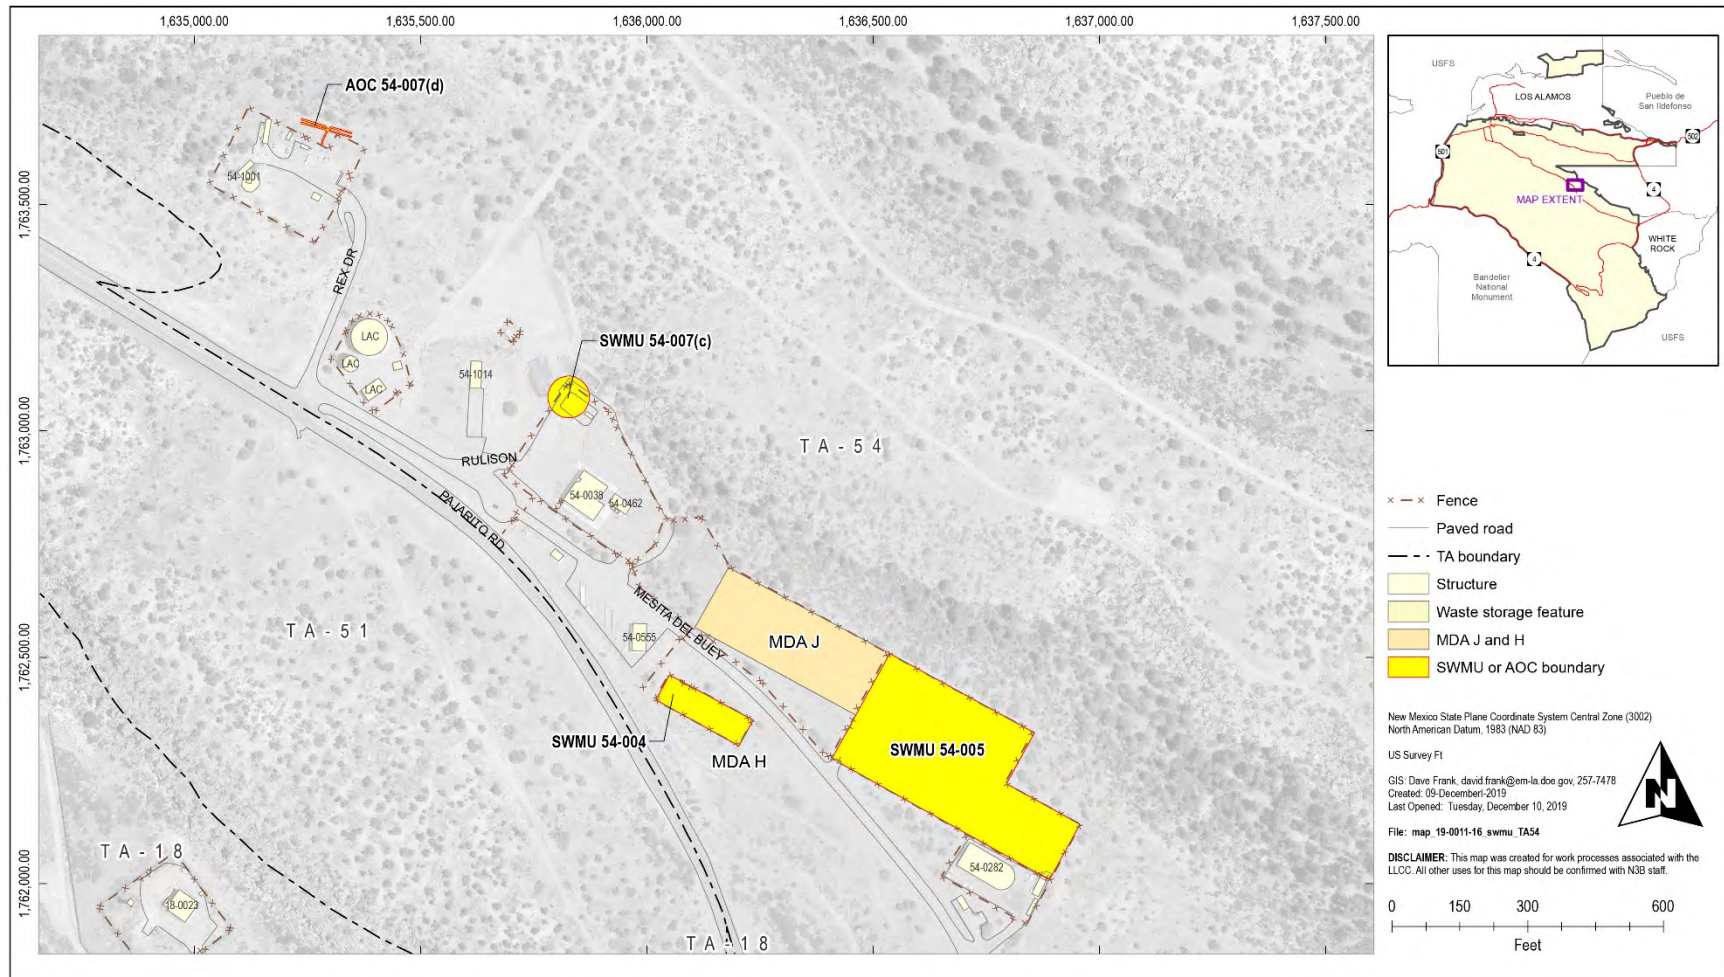 1,635,000.00
1,635,500.00
1,636,000.00
1,636,500.00
1,637,000.00
1,637,500.00
1,763,500.00
1,763,000.00
1,762,500.00
1,762,000.00
AOC 54-007(d)
54-1001
REX DR
LAC
LAC
LAC
54-1014
SWMU 54-007(c)
RULISON
TA-54
PAJARITO RD
54-0038
54-0462
MESITA DEL BUEY
TA-51
54-0555
MDA J
SWMU 54-004
MDA H
SWMU 54-005
TA-18
18-0023
54-0282
TA-18
USFS
LOS ALAMOS
Pueblo de
San Ildefonso
502
501
4
MAP EXTENT
WHITE
ROCK
4
Bandelier
National
Monument
USFS
Fence
Paved road
TA boundary
Structure
Waste storage feature
MDA J and H
SWMU or AOC boundary
New Mexico State Plane Coordinate System Central Zone (3002)
North American Datum, 1983 (NAD 83)
US Survey Ft
GIS: Dave Frank, david.frank@em-la.doe.gov, 257-7478
Created: 09-Decemberl-2019
Last Opened: Tuesday, December 10, 2019
File: map_19-0011-16_swmu_TA54
DISCLAIMER: This map was created for work processes associated with the
LLCC. All other uses for this map should be confirmed with N3B staff.
N
0 150 300 600
Feet